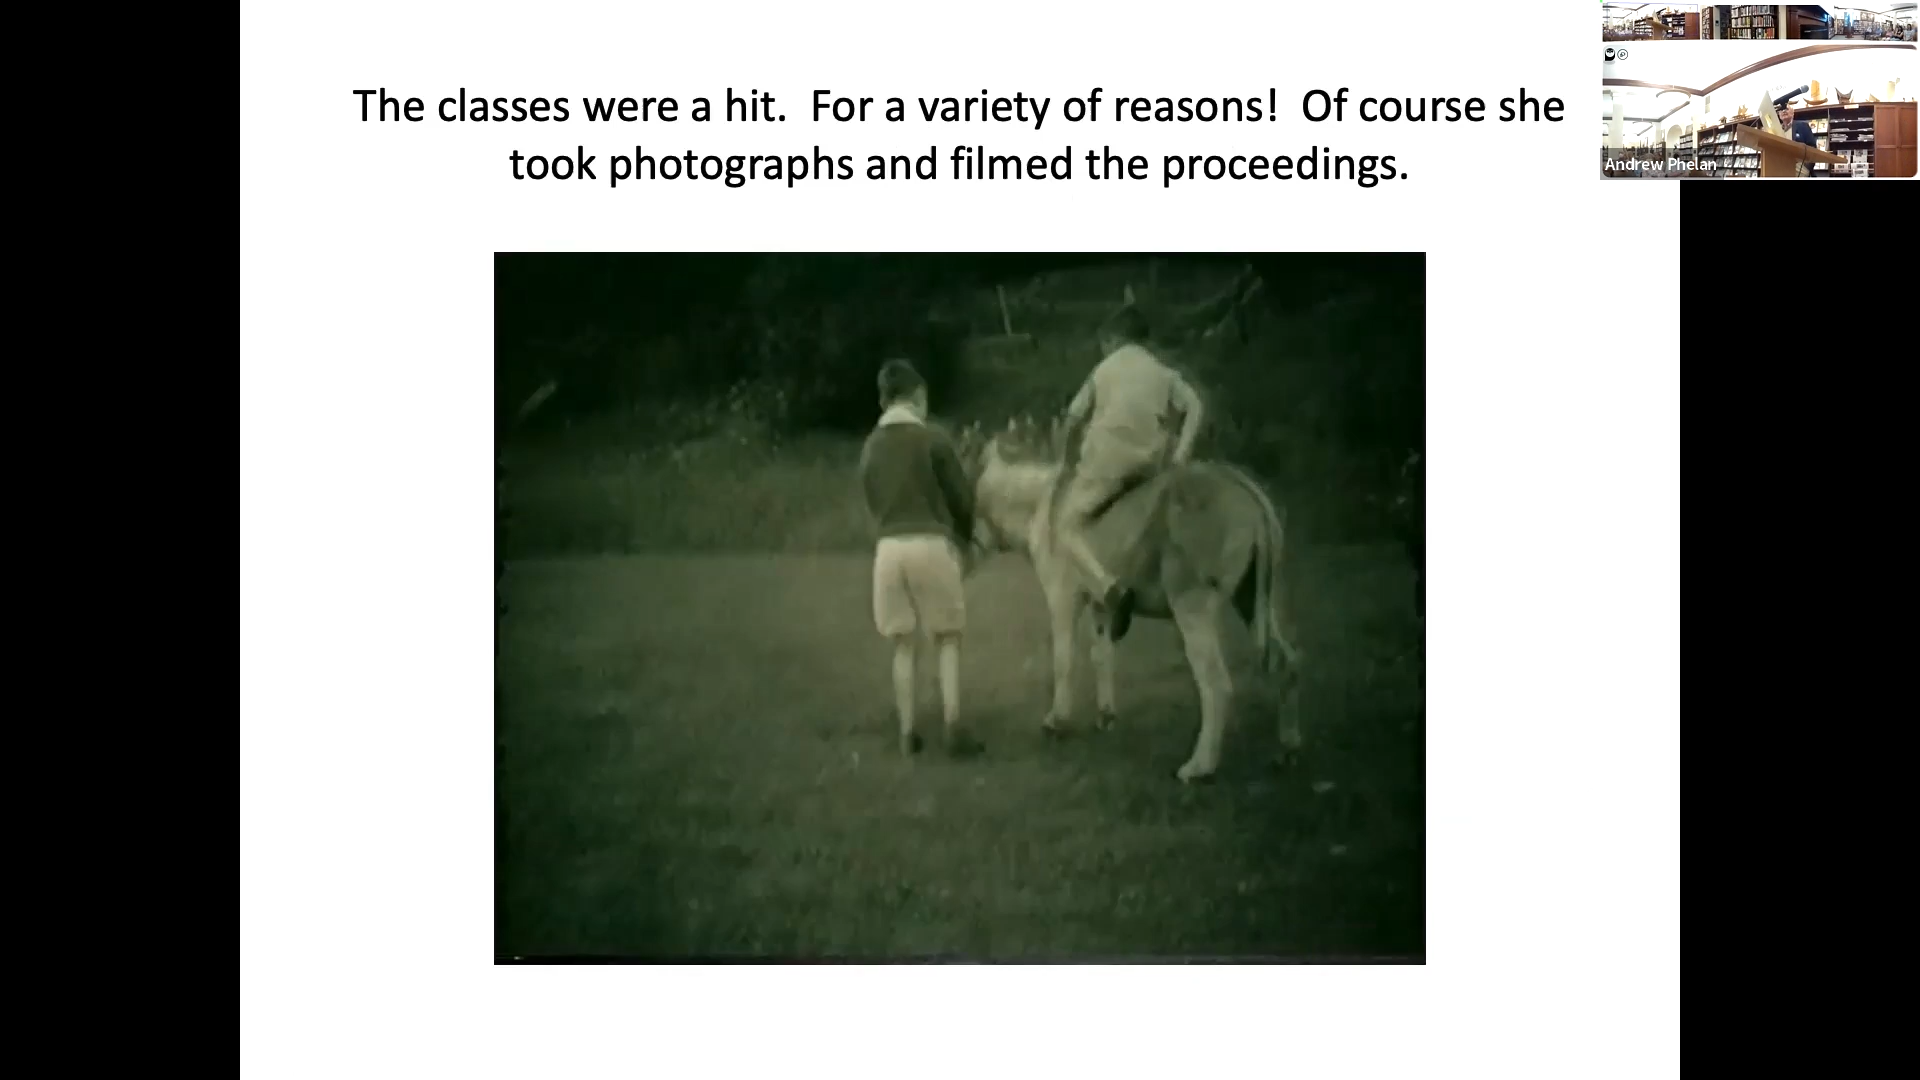 The classes were a hit.  For a variety of reasons!  Of course she
took photographs and filmed the proceedings.
Andrew Phelan